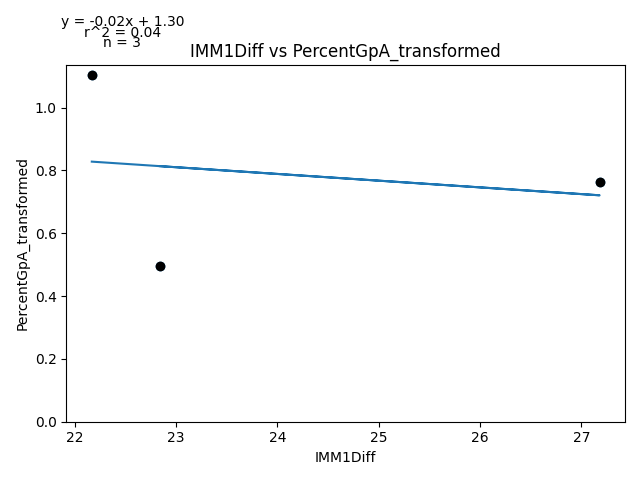 y = -0.02x + 1.30
r^2 = 0.04
n = 3
IMM1Diff vs PercentGpA_transformed
1.0
0.8
0.6
0.4
0.2
0.0
PercentGpA_transformed
22 23 24 25 26 27
IMM1Diff